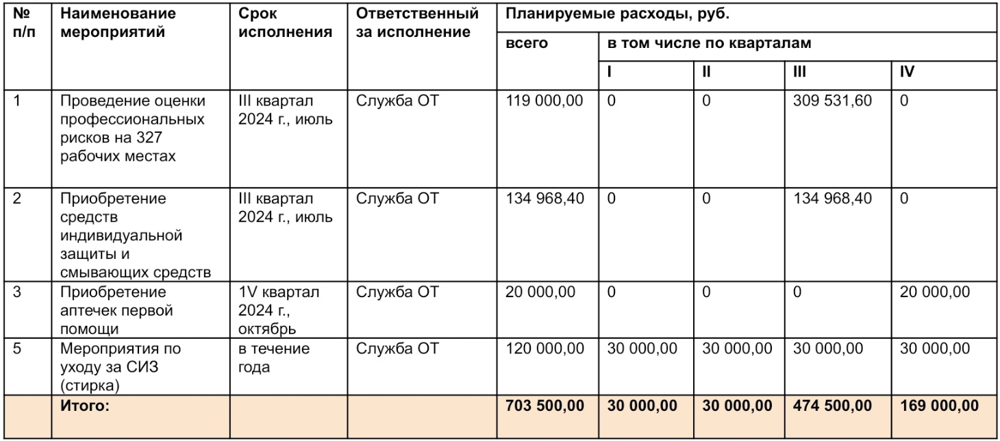 № Наименование Срок Ответственный Планируемые расходы, руб.
п/п мероприятий исполнения за исполнение
всего в том числе по кварталам
I II III IV
1 Проведение оценки III квартал Служба ОТ 119 000,00 0 0 309 531,60 0
профессиональных 2024 г., июль
рисков на 327
рабочих местах
2 Приобретение III квартал Служба ОТ 134 968,40 0 0 134 968,40 0
средств 2024 г., июль
индивидуальной
защиты и
смывающих средств
3 Приобретение 1V квартал Служба ОТ 20 000,00 0 0 0 20 000,00
аптечек первой 2024 г.,
помощи октябрь
5 Мероприятия по в течение Служба ОТ 120 000,00 30 000,00 30 000,00 30 000,00 30 000,00
уходу за СИЗ года
(стирка)
Итого: 703 500,00 30 000,00 30 000,00 474 500,00 169 000,00